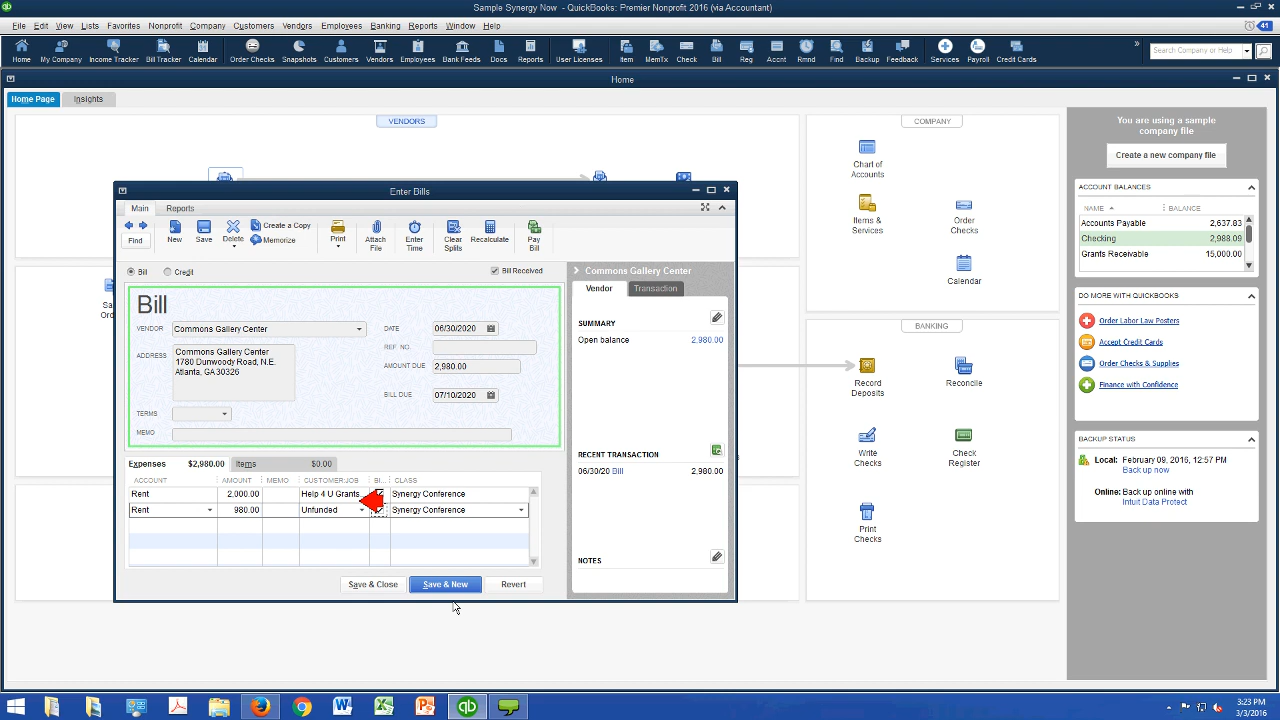 Sample Synergy Now - QuickBooks: Premier Nonprofit 2016 (via Accountant)
File Edit View Lists Favorites Nonprofit Company Customers Vendors Employees Banking Reports Window Help
41
Home My Company Income Tracker Bill Tracker Calendar Order Checks Snapshots Customers Vendors Employees Bank Feeds Docs Reports User Licenses Item MemTx Check Bill Reg Accnt Rmnd Find Backup Feedback Services Payroll Credit Cards
Search Company or Help
Home
Home Page Insights
VENDORS
COMPANY
Chart of
Accounts
Items &
Services
Order
Checks
Calendar
BANKING
Record
Deposits
Reconcile
Write
Checks
Check
Register
Print
Checks
You are using a sample
company file
Create a new company file
ACCOUNT BALANCES
NAME BALANCE
Accounts Payable 2,637.83
Checking 2,988.09
Grants Receivable 15,000.00
DO MORE WITH QUICKBOOKS
Order Labor Law Posters
Accept Credit Cards
Order Checks & Supplies
Finance with Confidence
BACKUP STATUS
Local: February 09, 2016, 12:57 PM
Back up now
Online: Back up online with
Intuit Data Protect
Enter Bills
Main Reports
Find New Save Delete Create a Copy
Memorize
Print Attach
File Enter
Time Clear
Splits Recalculate Pay
Bill
Bill Credit Bill Received
Bill
VENDOR Commons Gallery Center DATE 06/30/2020
REF. NO.
ADDRESS Commons Gallery Center
1780 Dunwoody Road, N.E.
Atlanta, GA 30326
AMOUNT DUE 2,980.00
BILL DUE 07/10/2020
TERMS
MEMO
Expenses $2,980.00 Items $0.00
ACCOUNT AMOUNT MEMO CUSTOMER:JOB BI... CLASS
Rent 2,000.00 Help 4 U Grants Synergy Conference
Rent 980.00 Unfunded Synergy Conference
Save & Close Save & New Revert
Commons Gallery Center
Vendor Transaction
SUMMARY
Open balance 2,980.00
RECENT TRANSACTION
06/30/20 Bill 2,980.00
NOTES
Sa
Ord
3:23 PM
3/3/2016